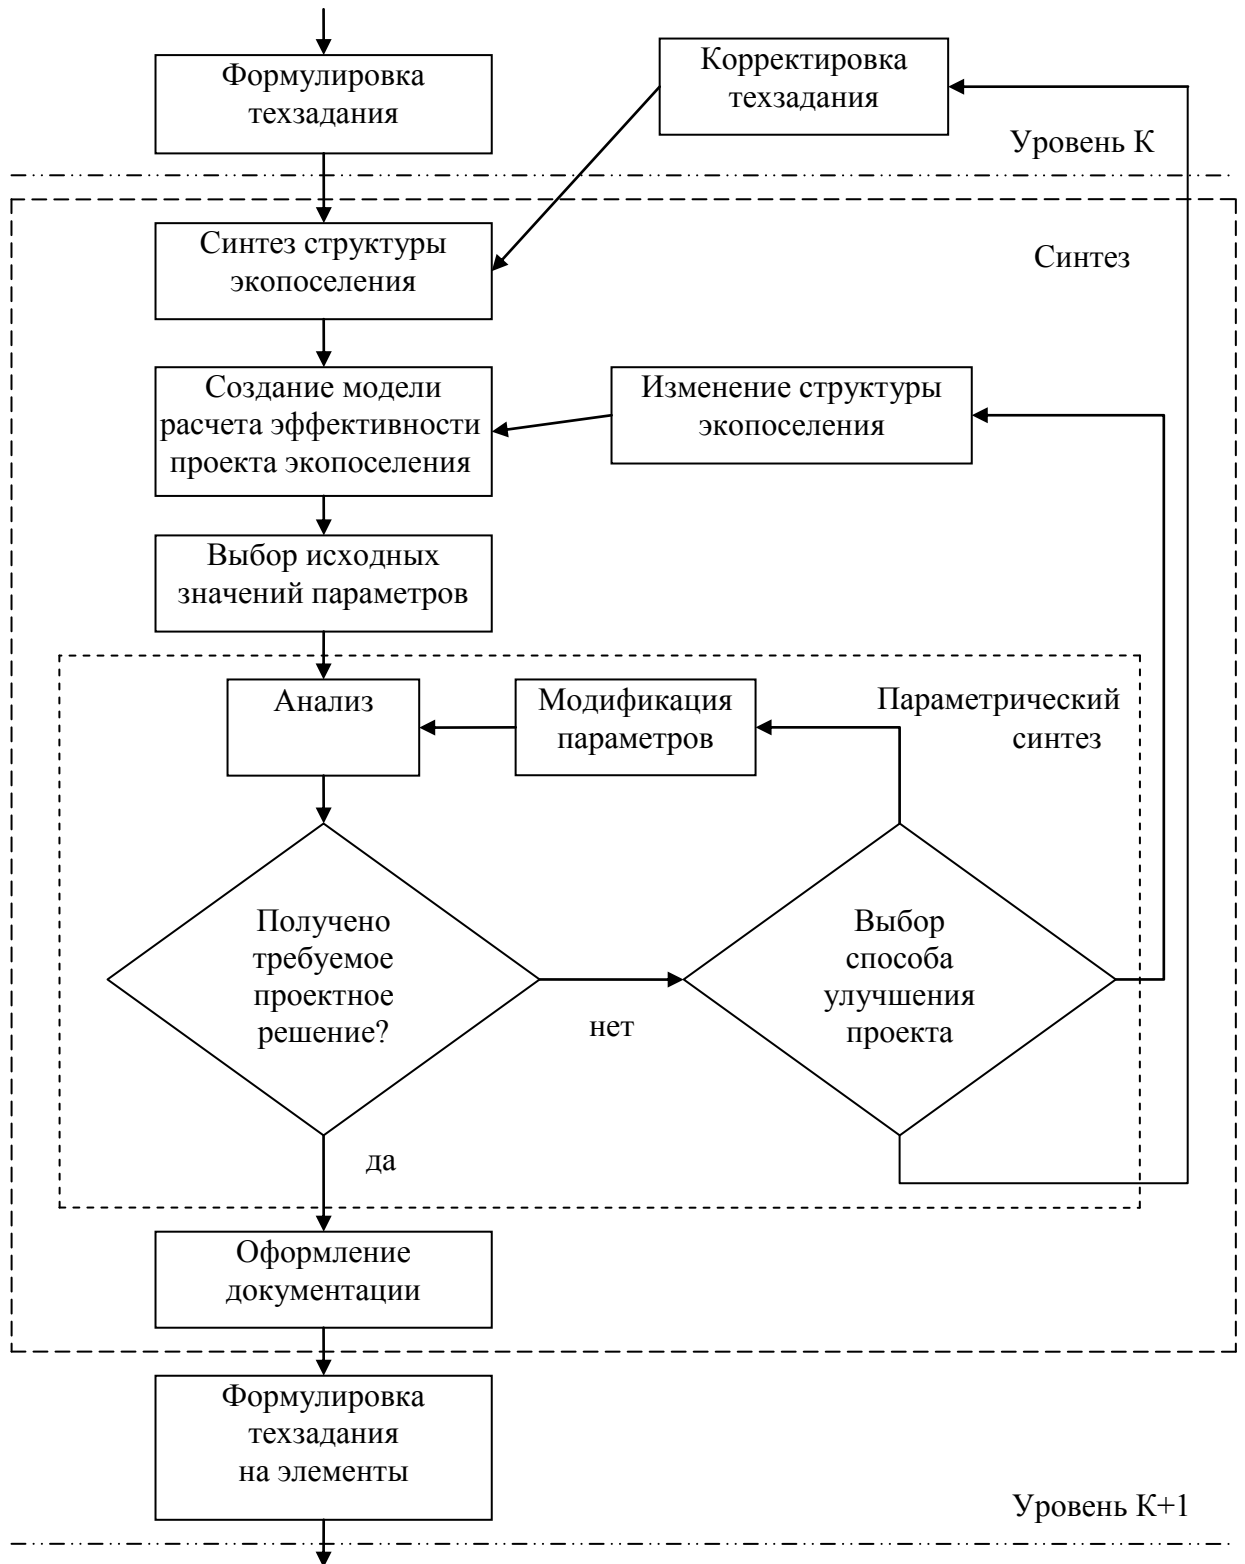 Формулировка
техзадания
Корректировка
техзадания
Уровень К
Синтез структуры
экопоселения
Синтез
Создание модели
расчета эффективности
проекта экопоселения
Изменение структуры
экопоселения
Выбор исходных
значений параметров
Анализ
Модификация
параметров
Параметрический
синтез
Получено
требуемое
проектное
решение?
нет
Выбор
способа
улучшения
проекта
да
Оформление
документации
Формулировка
техзадания
на элементы
Уровень К+1